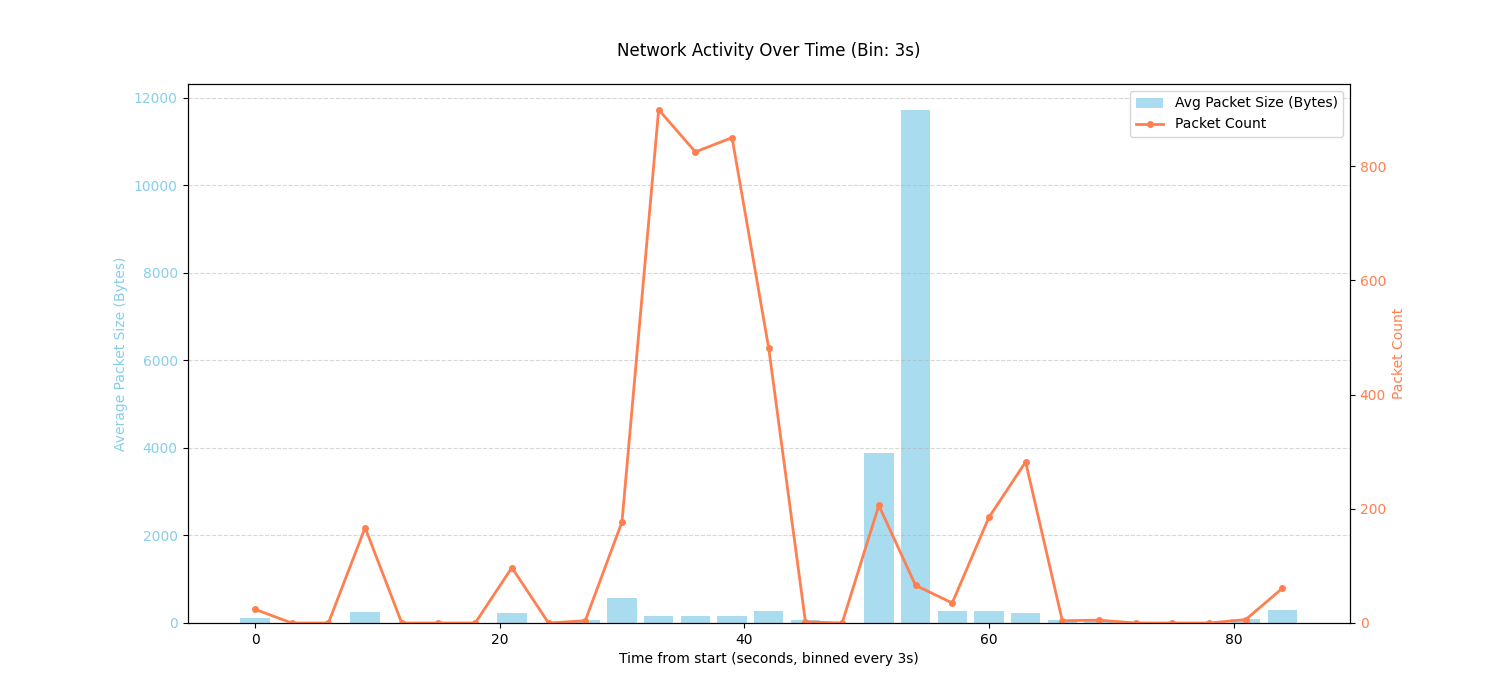 Network Activity Over Time (Bin: 3s)
Avg Packet Size (Bytes)
Packet Count
12000
10000
8000
6000
4000
2000
0
Average Packet Size (Bytes)
800
600
400
200
0
Packet Count
0 20 40 60 80
Time from start (seconds, binned every 3s)